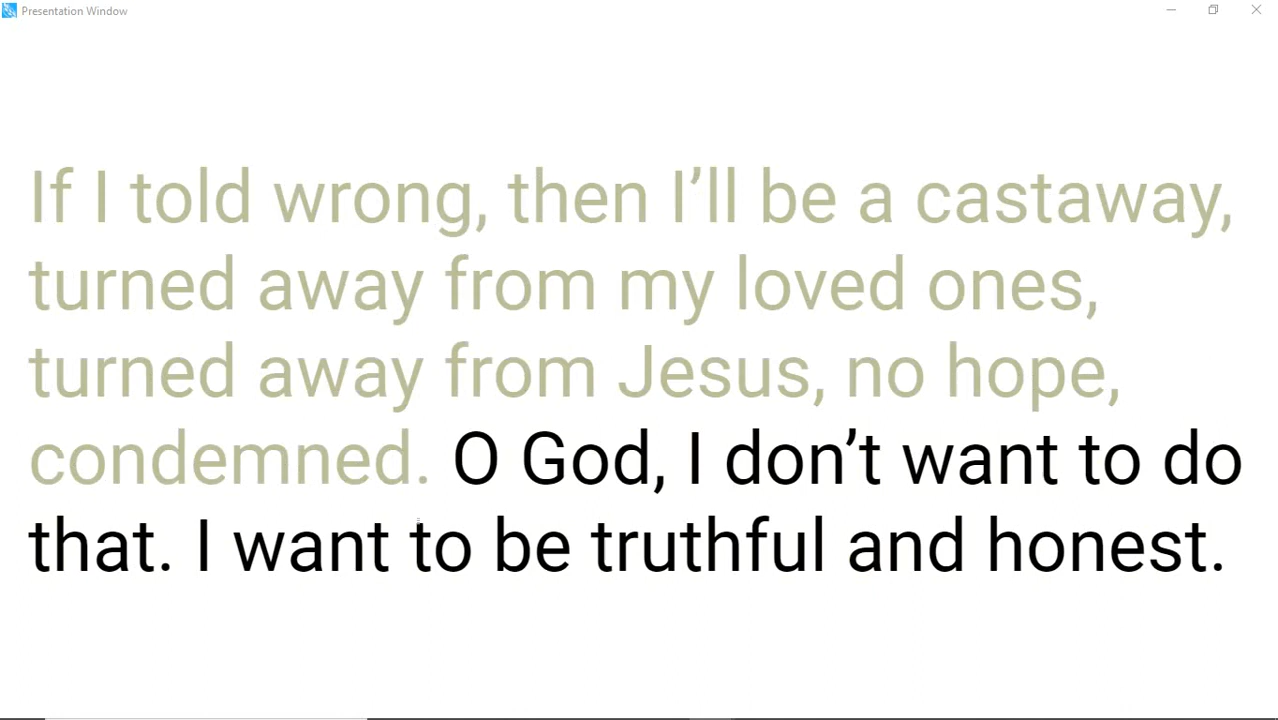 Presentation Window
If I told wrong, then I’ll be a castaway,
turned away from my loved ones,
turned away from Jesus, no hope,
condemned. O God, I don’t want to do
that. I want to be truthful and honest.